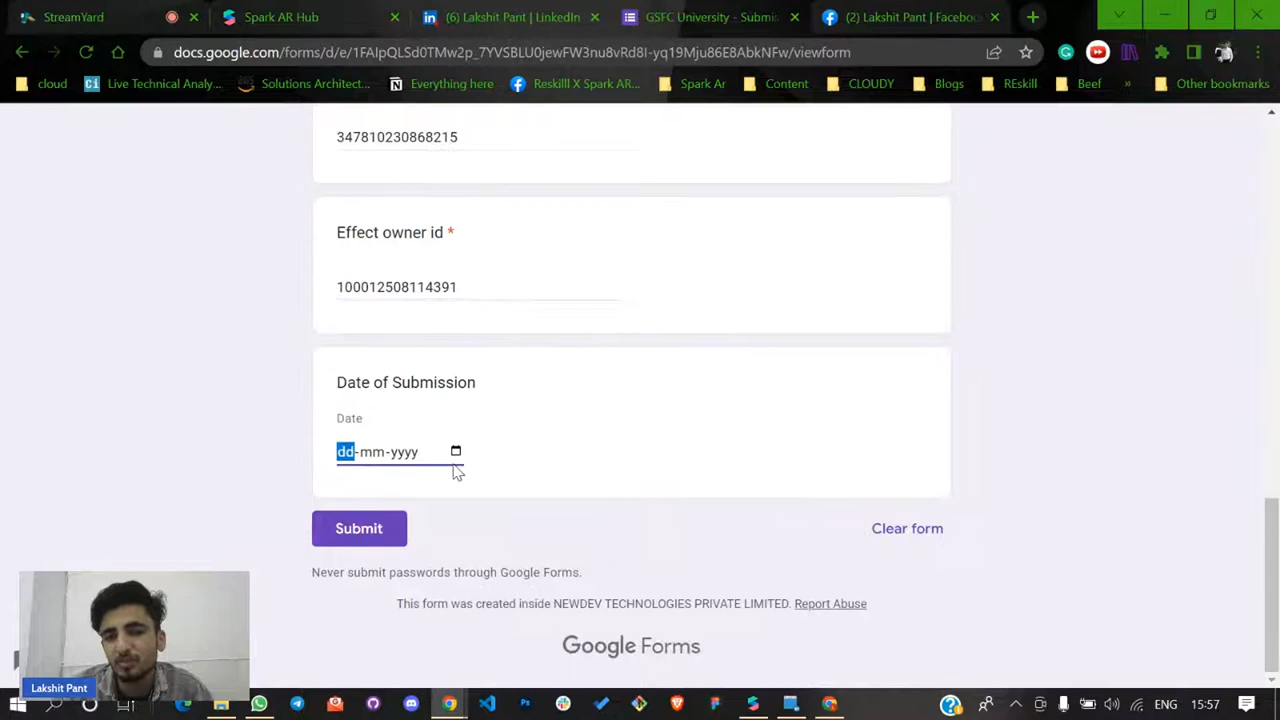 StreamYard
Spark AR Hub
(6) Lakshit Pant | LinkedIn
GSFC University - Submis
(2) Lakshit Pant | Facebook
docs.google.com/forms/d/e/1FAIpQLSd0TMw2p_7YVSBLU0jewFW3nu8vRd8I-yq19Mju86E8AbkNFw/viewform
cloud
Live Technical Analy...
Solutions Architect...
Everything here
Reskilll X Spark AR...
Spark Ar
Content
CLOUDY
Blogs
REskill
Beef
»
Other bookmarks
347810230868215
Effect owner id *
100012508114391
Date of Submission
Date
dd-mm-yyyy
Submit
Clear form
Never submit passwords through Google Forms.
This form was created inside NEWDEV TECHNOLOGIES PRIVATE LIMITED. Report Abuse
Google Forms
Lakshit Pant
ENG
15:57